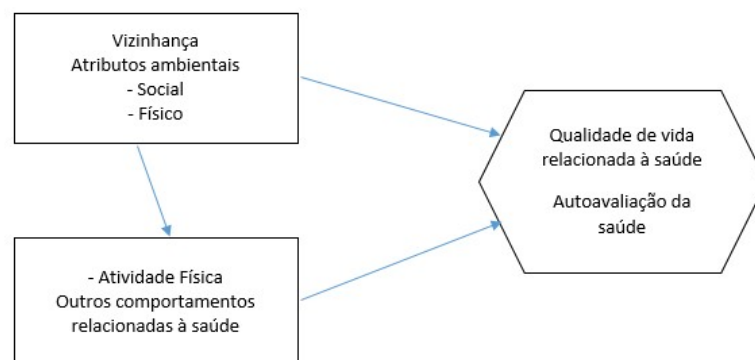 Vizinhança
Atributos ambientais
- Social
- Físico
Qualidade de vida
relacionada à saúde
Autoavaliação da
saúde
- Atividade Física
Outros comportamentos
relacionadas à saúde